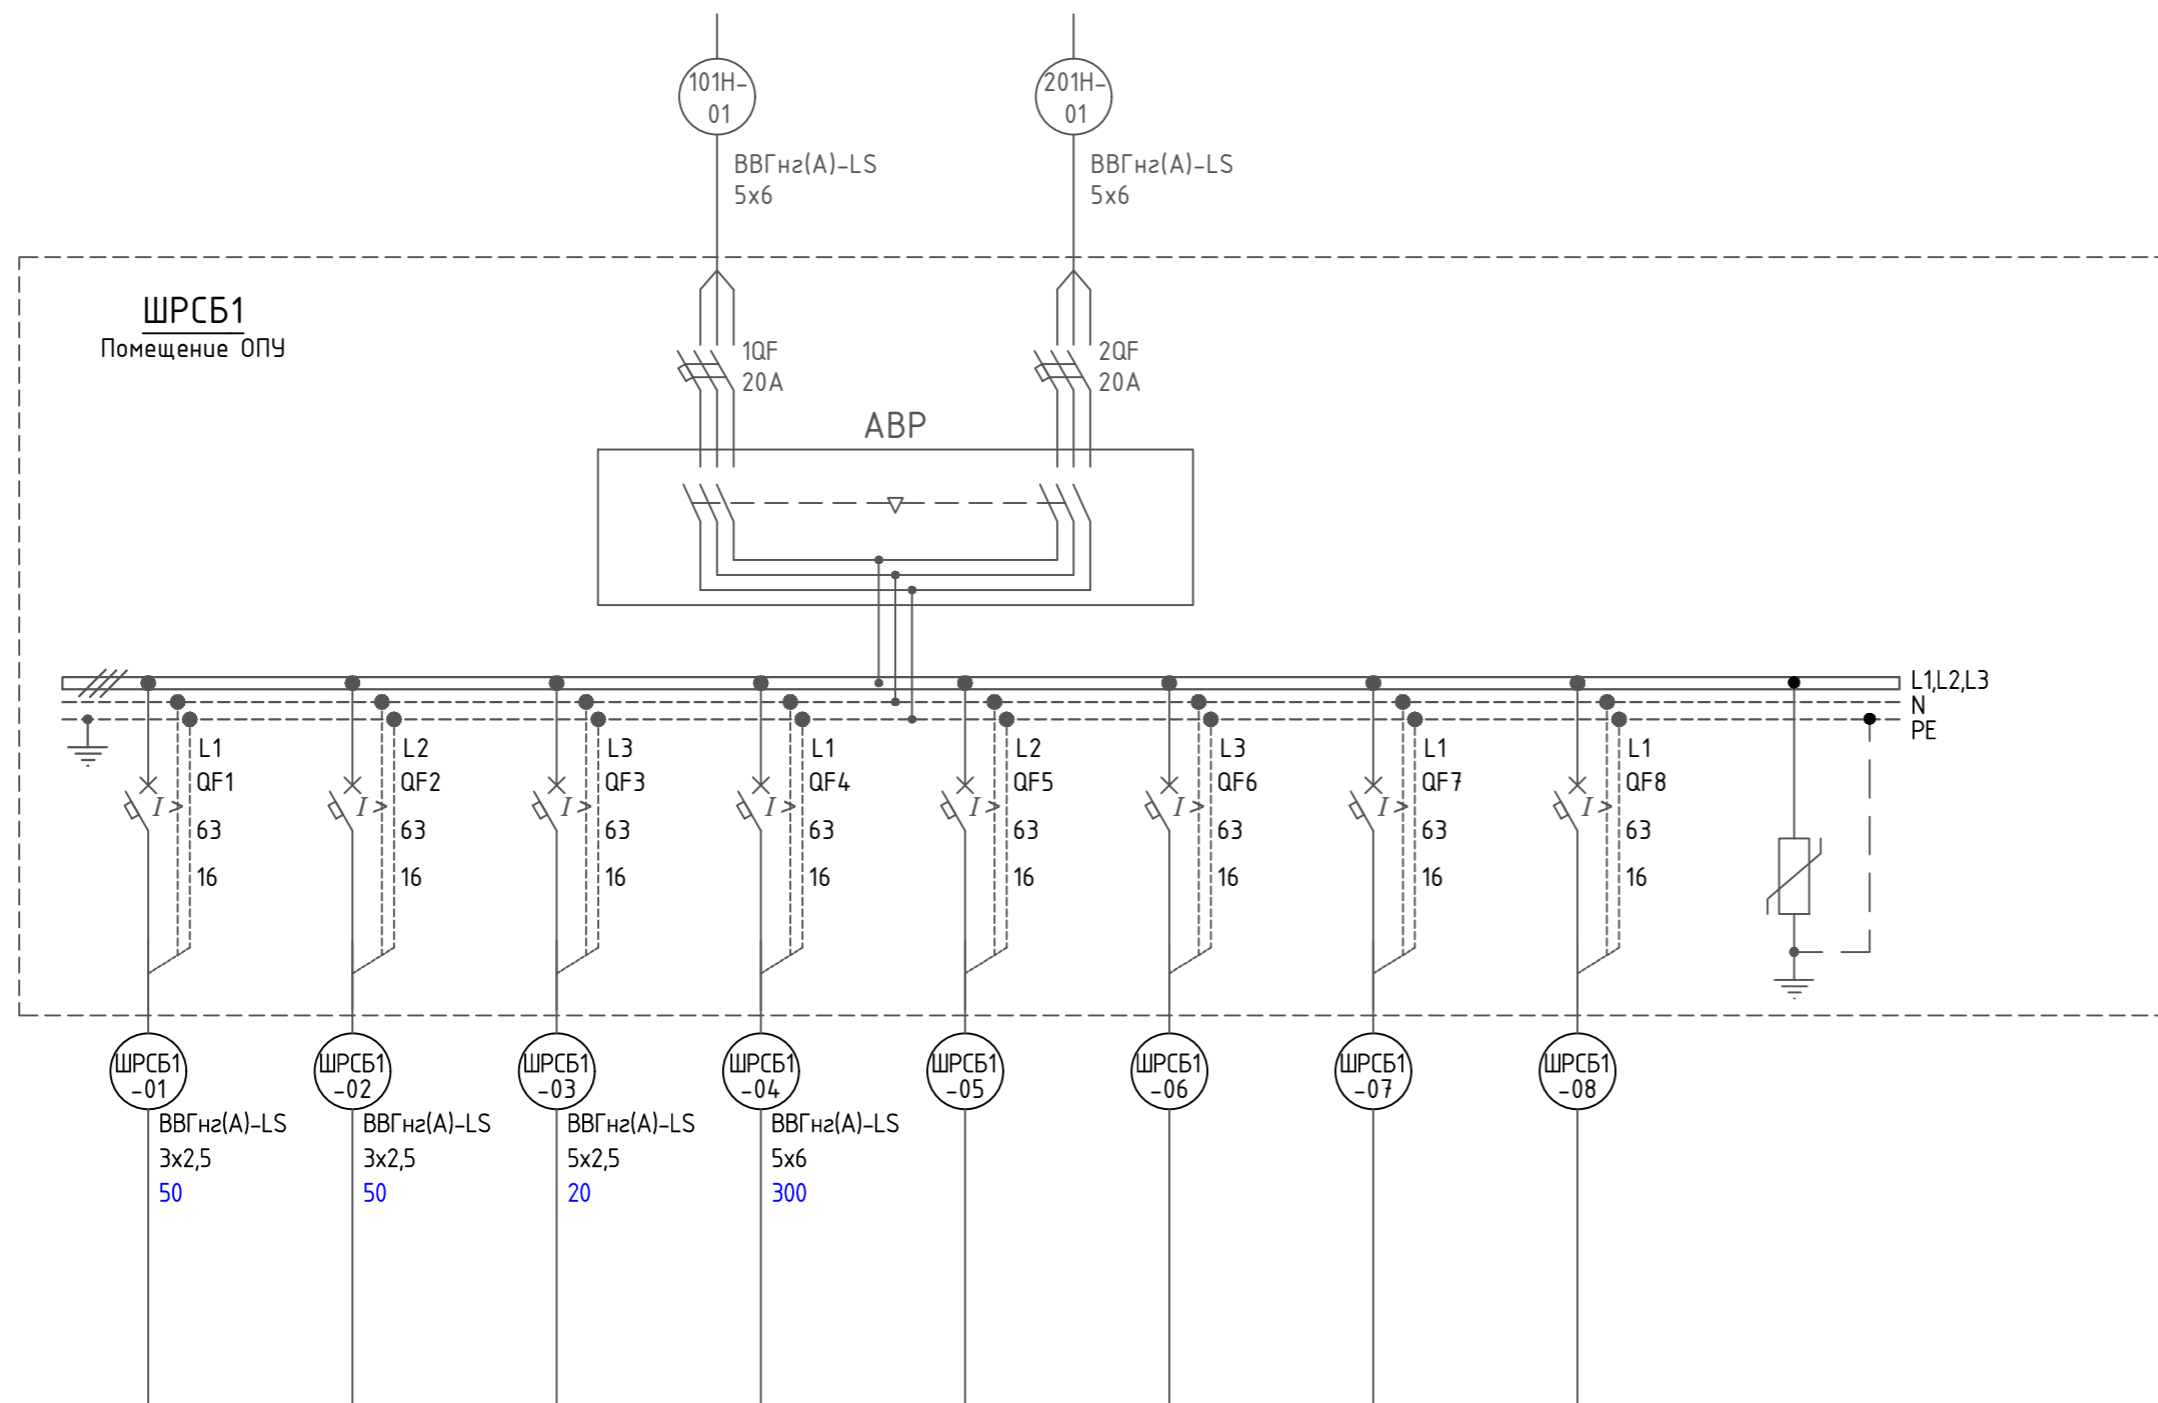 101Н-
01
201Н-
01
ВВГнг(А)-LS
5х6
ВВГнг(А)-LS
5х6
ШРСБ1
Помещение ОПУ
1QF
20А
2QF
20А
АВР
L1,L2,L3
N
PE
L1
QF1
I >
63
16
L2
QF2
I >
63
16
L3
QF3
I >
63
16
L1
QF4
I >
63
16
L2
QF5
I >
63
16
L3
QF6
I >
63
16
L1
QF7
I >
63
16
L1
QF8
I >
63
16
ШРСБ1
-01
ШРСБ1
-02
ШРСБ1
-03
ШРСБ1
-04
ШРСБ1
-05
ШРСБ1
-06
ШРСБ1
-07
ШРСБ1
-08
ВВГнг(А)-LS
3х2,5
50
ВВГнг(А)-LS
3х2,5
50
ВВГнг(А)-LS
5х2,5
20
ВВГнг(А)-LS
5х6
300